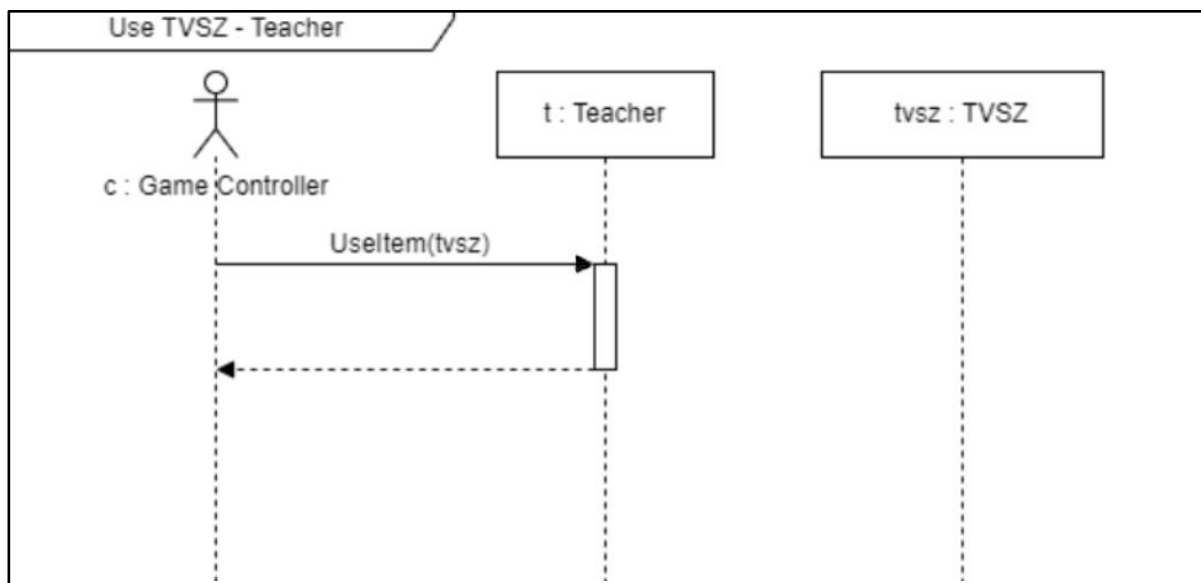 Use TVSZ - Teacher
t : Teacher
tvsz : TVSZ
c : Game Controller
UseItem(tvsz)